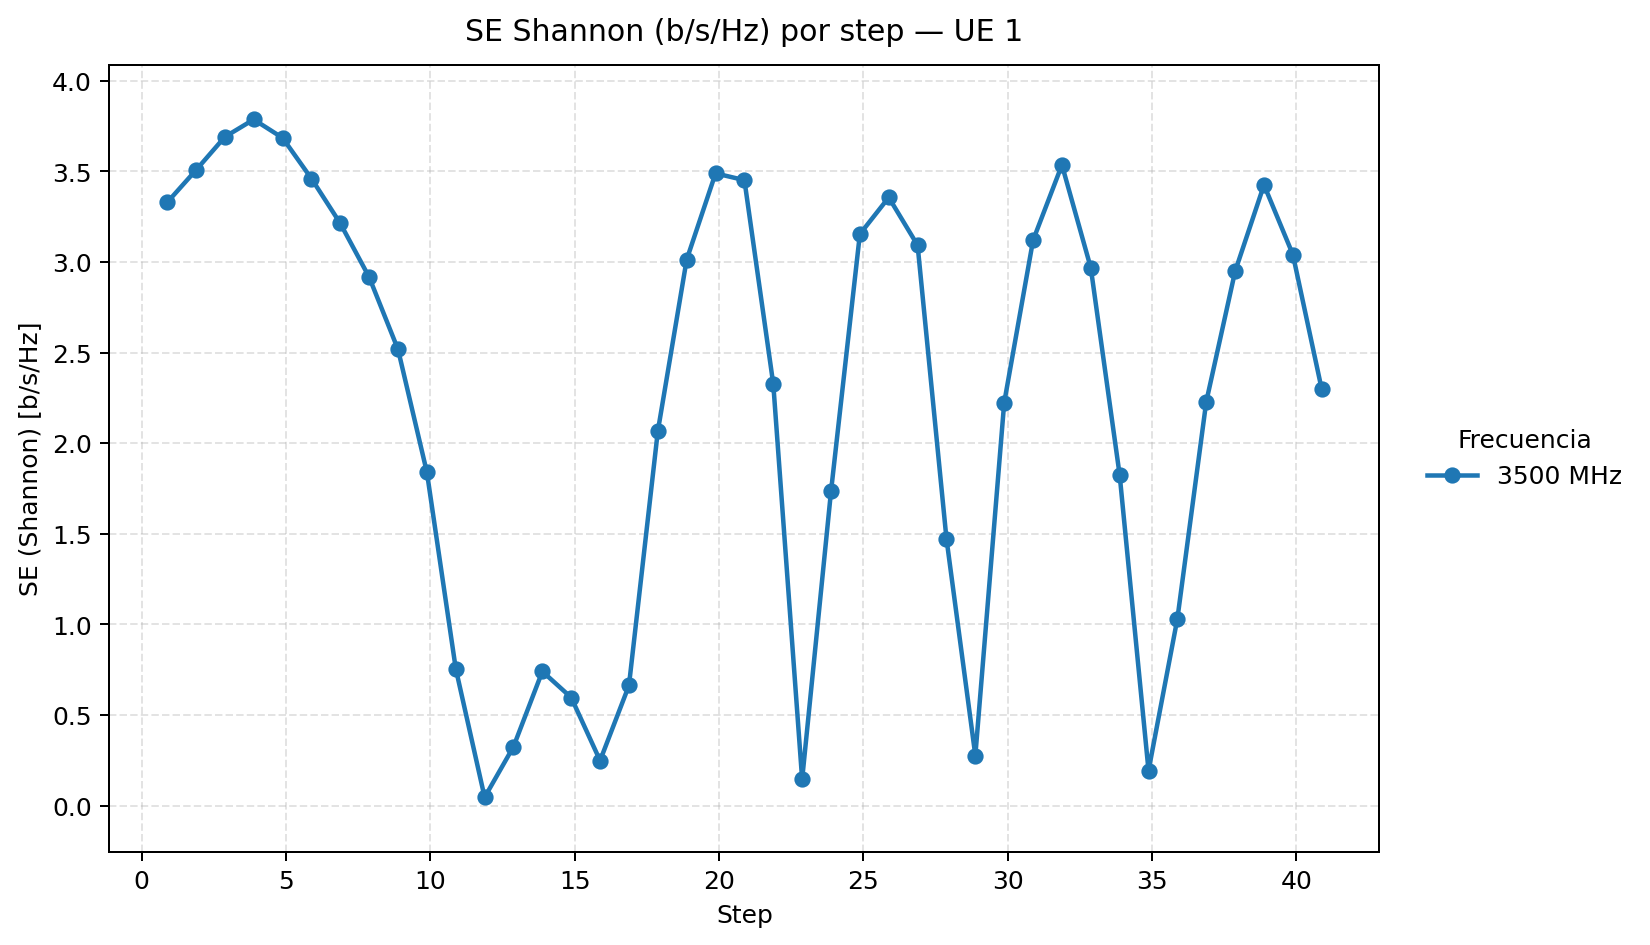 SE Shannon (b/s/Hz) por step — UE 1
4.0
3.5
3.0
2.5
2.0
1.5
1.0
0.5
0.0
SE (Shannon) [b/s/Hz]
0 5 10 15 20 25 30 35 40
Step
Frecuencia
3500 MHz